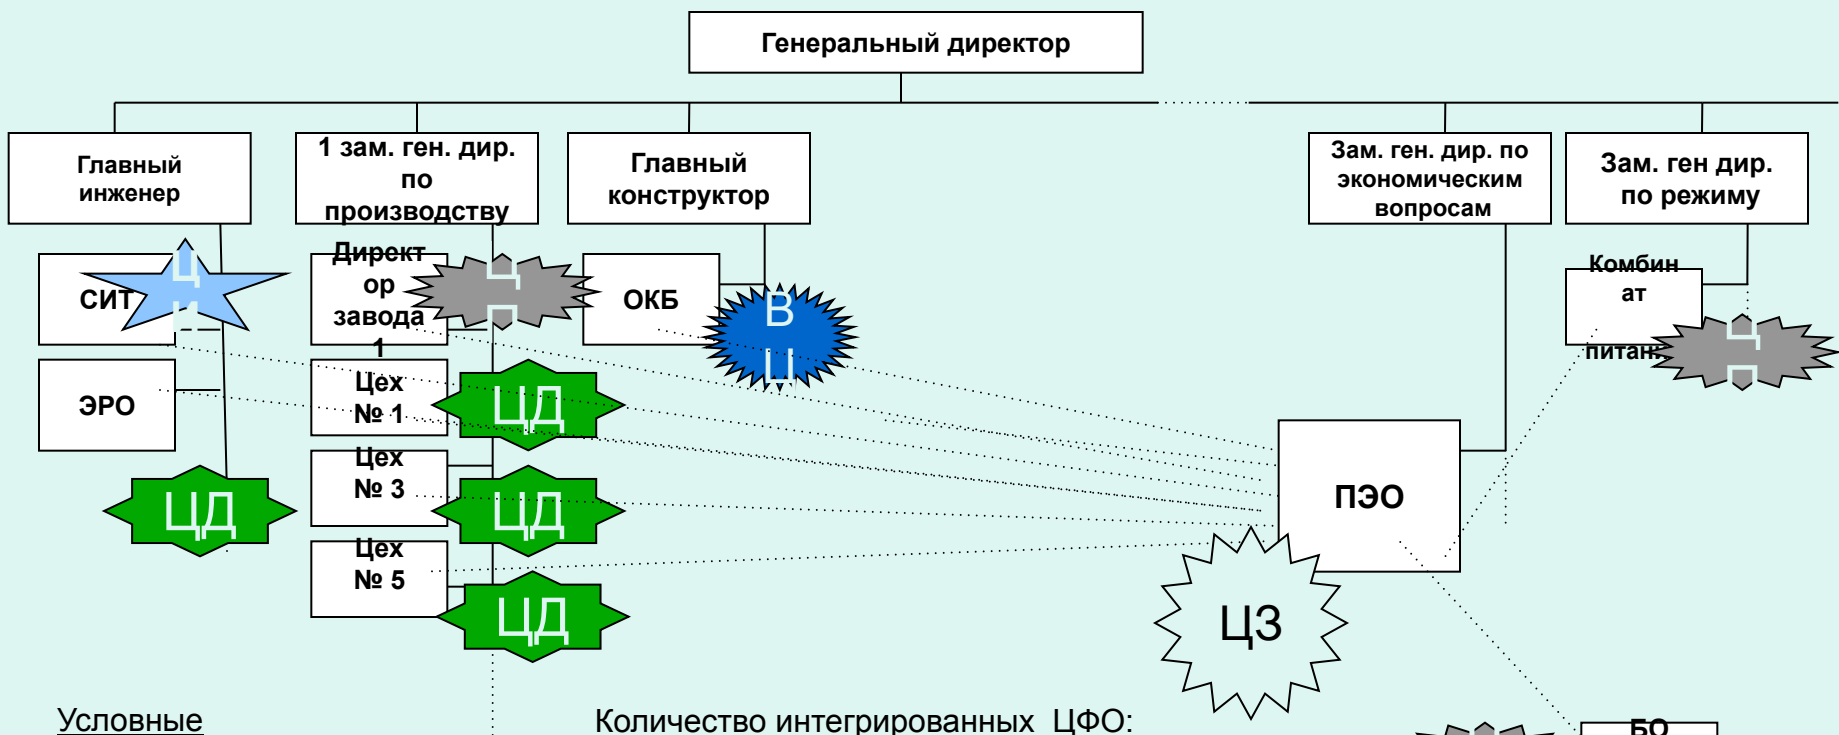 Генеральный директор
Главный
инженер
1 зам. ген. дир.
по
производству
Главный
конструктор
Зам. ген. дир. по
экономическим
вопросам
Зам. ген дир.
по режиму
СИТ
Ц
И
Директ
ор
завода
1
Ц
П
ОКБ
В
Ц
Комбин
ат
Ц
П
ЭРО
ЦД
Цех
№ 1
ЦД
Цех
№ 3
ЦД
Цех
№ 5
ЦД
ПЭО
ЦЗ
Условные
Количество интегрированных ЦФО:
БО